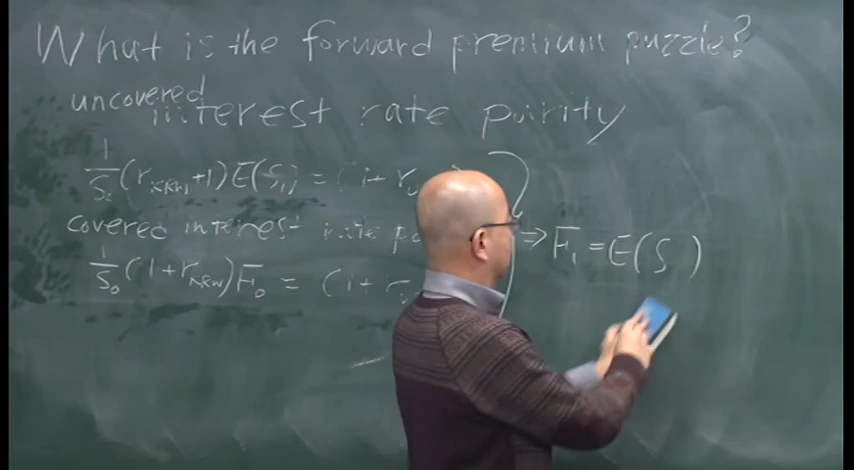 What is the forward premium puzzle?
uncovered
interest rate parity
1/S₀ (r_KRW+1) E(S₁) = (1+r
covered interest rate
1/S₀ (1+r_KRW) F₀ = (1+r
⇒ F₁ = E(S )